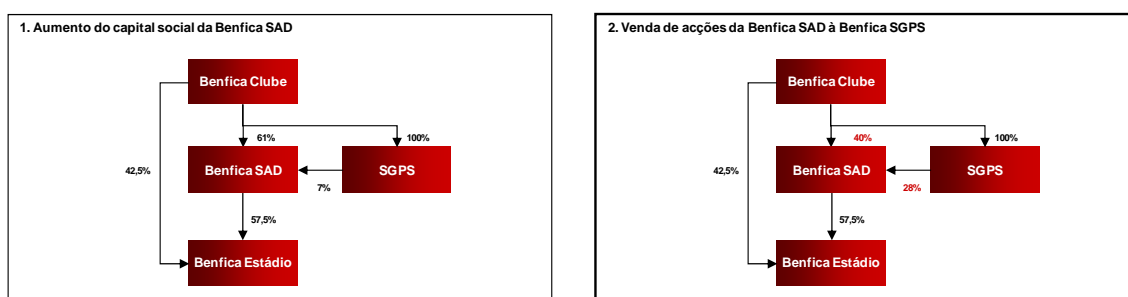 1. Aumento do capital social da Benfica SAD
Benfica Clube
61%
100%
42,5%
Benfica SAD
7%
SGPS
57,5%
Benfica Estádio
2. Venda de acções da Benfica SAD à Benfica SGPS
Benfica Clube
40%
100%
42,5%
Benfica SAD
28%
SGPS
57,5%
Benfica Estádio